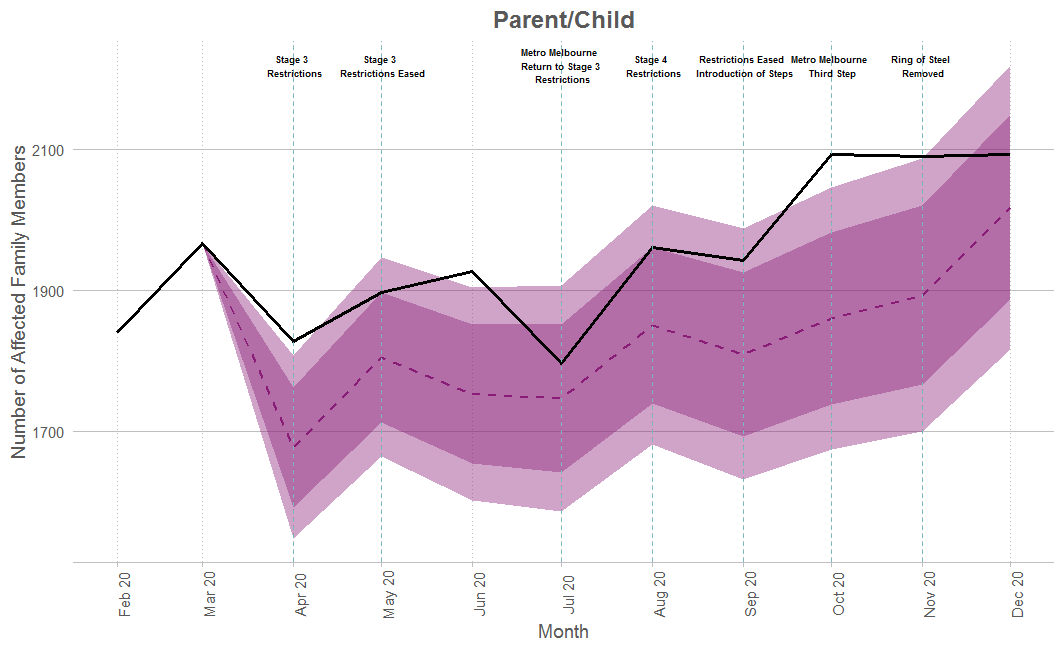 Parent/Child
Stage 3
Restrictions
Stage 3
Restrictions Eased
Metro Melbourne
Return to Stage 3
Restrictions
Stage 4
Restrictions
Restrictions Eased
Introduction of Steps
Metro Melbourne
Third Step
Ring of Steel
Removed
Number of Affected Family Members
2100
1900
1700
Feb 20
Mar 20
Apr 20
May 20
Jun 20
Jul 20
Aug 20
Sep 20
Oct 20
Nov 20
Dec 20
Month